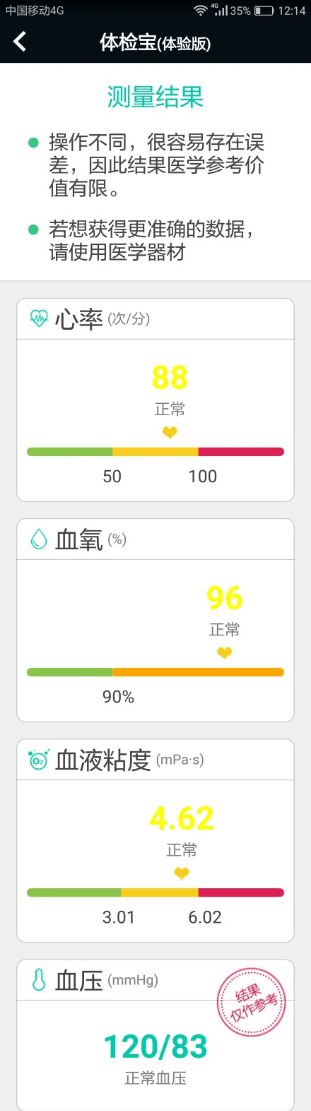 中国移动4G 4G 35% 12:14
体检宝(体验版)
测量结果
操作不同，很容易存在误
差，因此结果医学参考价
值有限。
若想获得更准确的数据，
请使用医学器材
心率 (次/分)
88
正常
50 100
血氧 (%)
96
正常
90%
O₂ 血液粘度 (mPa·s)
4.62
正常
3.01 6.02
血压 (mmHg)
结果
仅作参考
120/83
正常血压